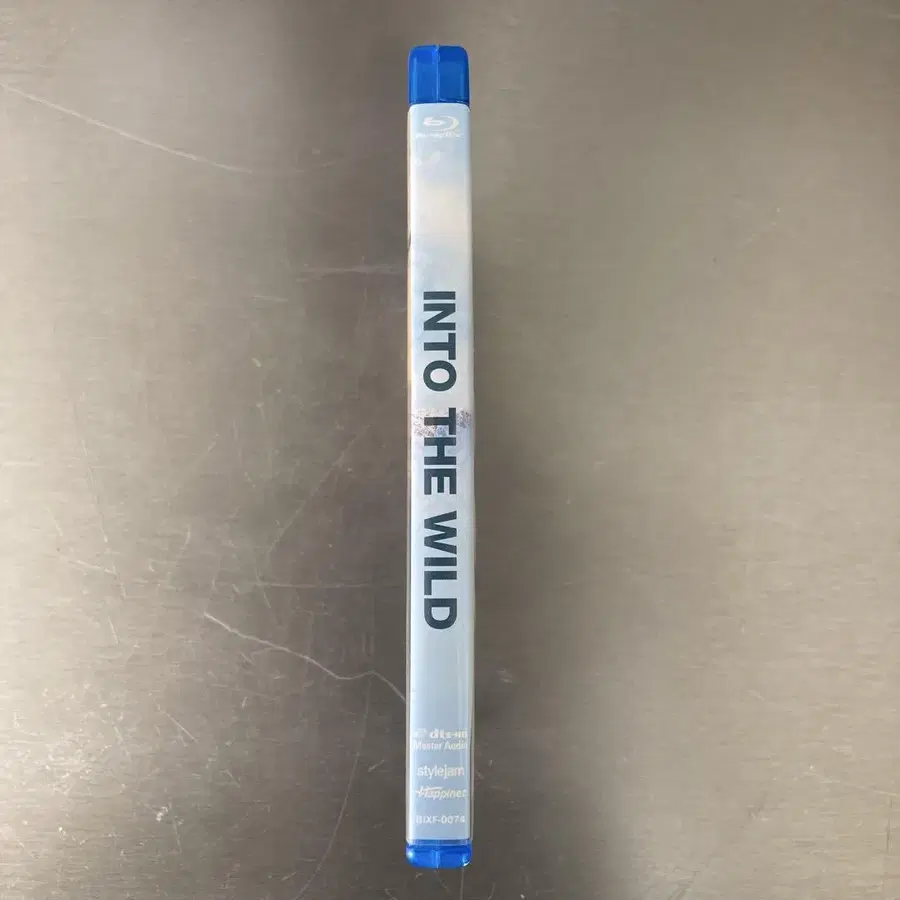 Blu-ray Disc
INTO THE WILD
dts-HD
Master Audio
stylejam
Happinet
BIXF-0074